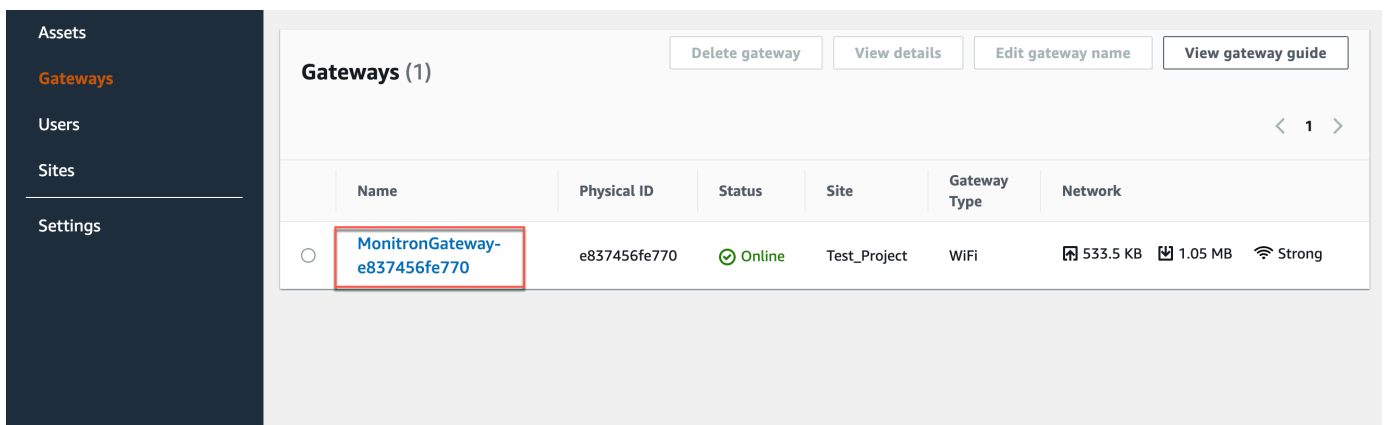 Assets
Gateways
Users
Sites
Settings
Gateways (1)
Delete gateway
View details
Edit gateway name
View gateway guide
1
Name
Physical ID
Status
Site
Gateway
Type
Network
MonitronGateway-
e837456fe770
e837456fe770
Online
Test_Project
WiFi
533.5 KB
1.05 MB
Strong